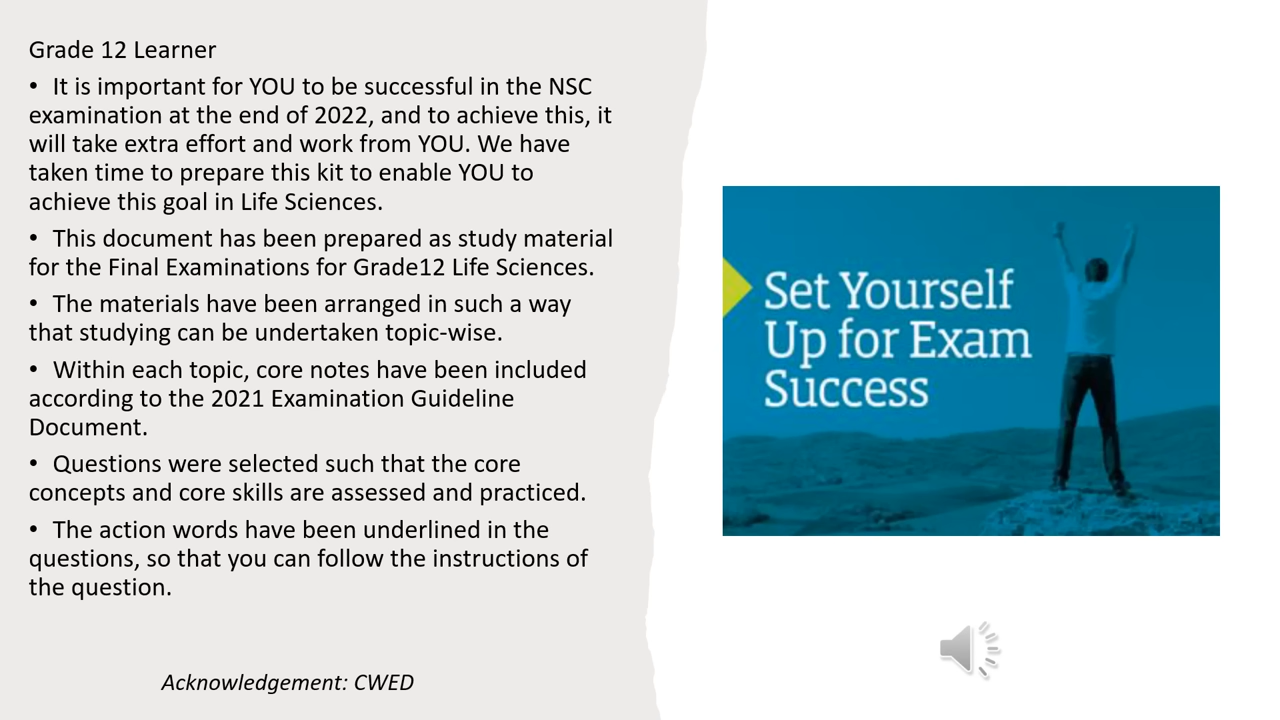 Grade 12 Learner
• It is important for YOU to be successful in the NSC
examination at the end of 2022, and to achieve this, it
will take extra effort and work from YOU. We have
taken time to prepare this kit to enable YOU to
achieve this goal in Life Sciences.
• This document has been prepared as study material
for the Final Examinations for Grade12 Life Sciences.
• The materials have been arranged in such a way
that studying can be undertaken topic-wise.
• Within each topic, core notes have been included
according to the 2021 Examination Guideline
Document.
• Questions were selected such that the core
concepts and core skills are assessed and practiced.
• The action words have been underlined in the
questions, so that you can follow the instructions of
the question.
Acknowledgement: CWED
Set Yourself
Up for Exam
Success